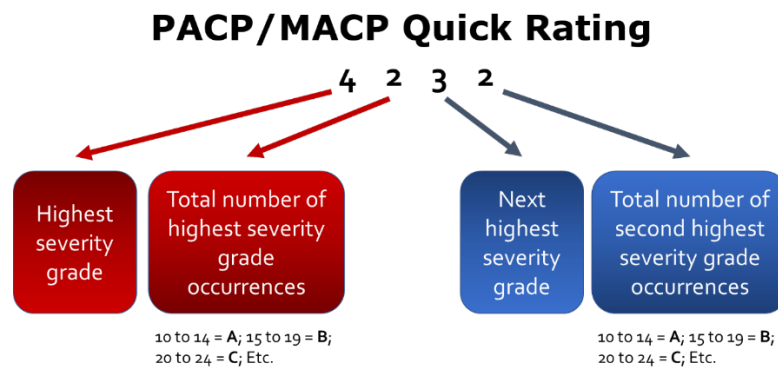 PACP/MACP Quick Rating
4 2 3 2
Highest
severity
grade
Total number of
highest severity
grade
occurrences
Next
highest
severity
grade
Total number of
second highest
severity grade
occurrences
10 to 14 = A; 15 to 19 = B;
20 to 24 = C; Etc.
10 to 14 = A; 15 to 19 = B;
20 to 24 = C; Etc.